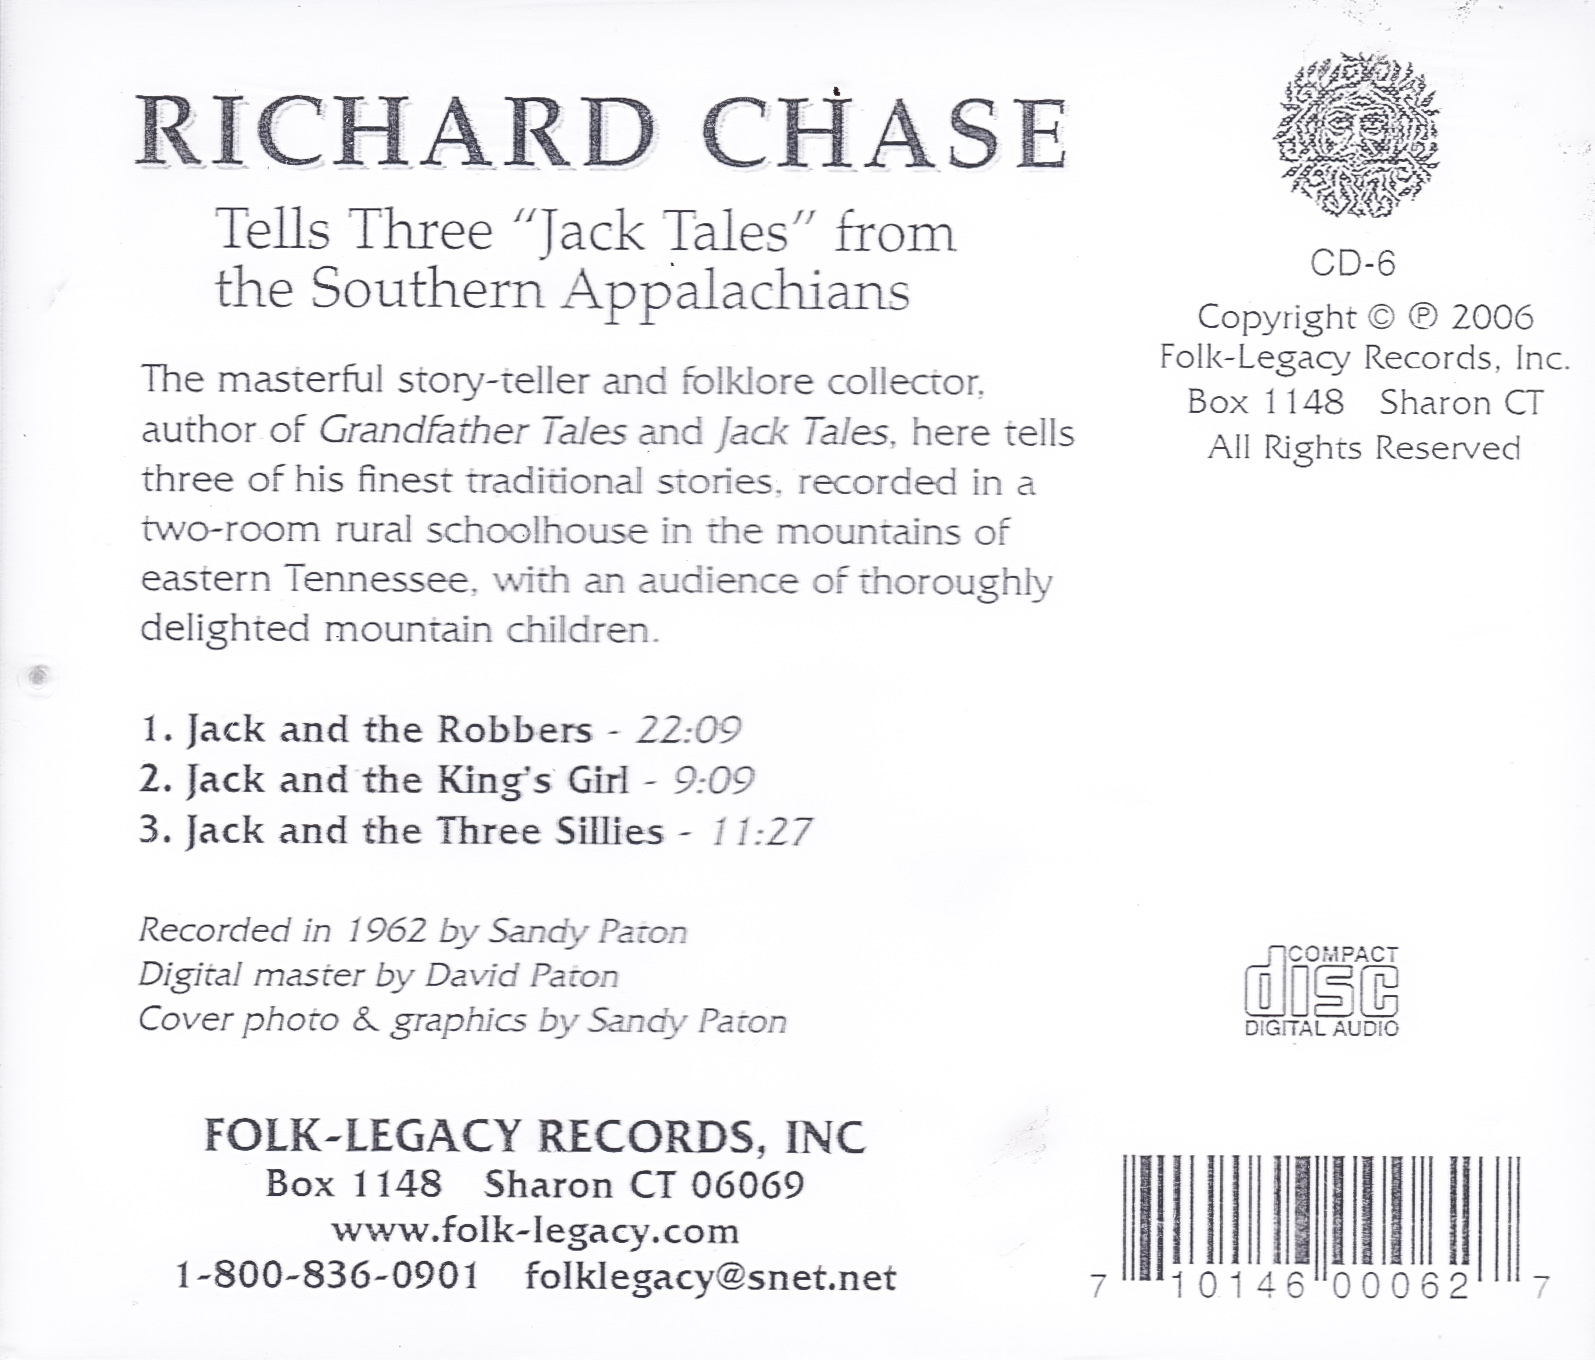 RICHARD CHASE
Tells Three "Jack Tales" from
the Southern Appalachians
The masterful story-teller and folklore collector,
author of Grandfather Tales and Jack Tales, here tells
three of his finest traditional stories, recorded in a
two-room rural schoolhouse in the mountains of
eastern Tennessee, with an audience of thoroughly
delighted mountain children.
1. Jack and the Robbers - 22:09
2. Jack and the King's Girl - 9:09
3. Jack and the Three Sillies - 11:27
Recorded in 1962 by Sandy Paton
Digital master by David Paton
Cover photo & graphics by Sandy Paton
FOLK-LEGACY RECORDS, INC
Box 1148 Sharon CT 06069
www.folk-legacy.com
1-800-836-0901 folklegacy@snet.net
CD-6
Copyright © ℗ 2006
Folk-Legacy Records, Inc.
Box 1148 Sharon CT
All Rights Reserved
COMPACT
disc
DIGITAL AUDIO
7 10146 00062 7